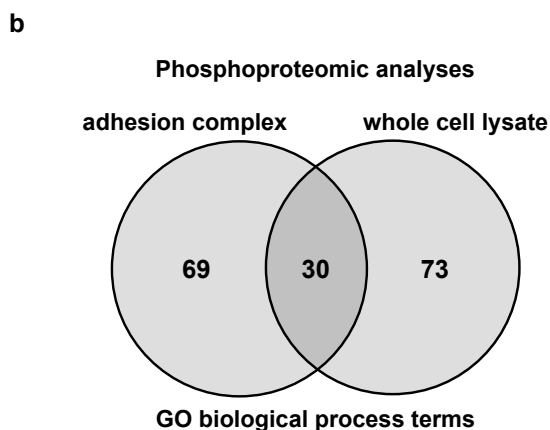 b
Phosphoproteomic analyses
adhesion complex whole cell lysate
69 30 73
GO biological process terms